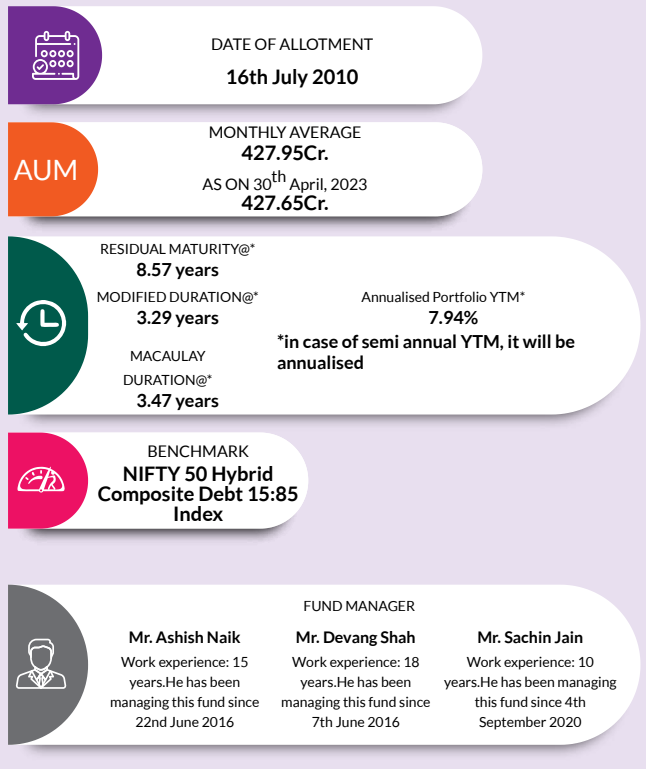 DATE OF ALLOTMENT
16th July 2010
AUM
MONTHLY AVERAGE
427.95Cr.
AS ON 30th April, 2023
427.65Cr.
RESIDUAL MATURITY@*
8.57 years
MODIFIED DURATION@*
3.29 years
MACAULAY
DURATION@*
3.47 years
Annualised Portfolio YTM*
7.94%
*in case of semi annual YTM, it will be
annualised
BENCHMARK
NIFTY 50 Hybrid
Composite Debt 15:85
Index
FUND MANAGER
Mr. Ashish Naik
Work experience: 15
years.He has been
managing this fund since
22nd June 2016
Mr. Devang Shah
Work experience: 18
years.He has been
managing this fund since
7th June 2016
Mr. Sachin Jain
Work experience: 10
years.He has been managing
this fund since 4th
September 2020